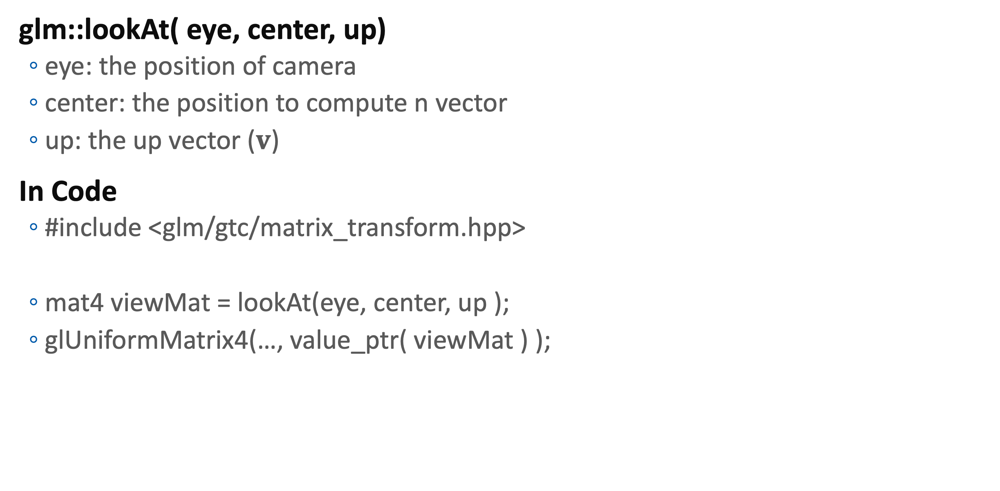 glm::lookAt( eye, center, up)
◦ eye: the position of camera
◦ center: the position to compute n vector
◦ up: the up vector (v)
In Code
◦ #include <glm/gtc/matrix_transform.hpp>
◦ mat4 viewMat = lookAt(eye, center, up );
◦ glUniformMatrix4(…, value_ptr( viewMat ) );